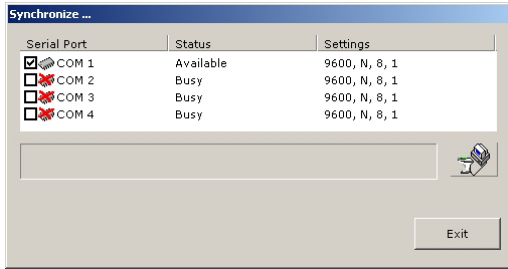 Synchronize ...
Serial Port Status Settings
COM 1 Available 9600, N, 8, 1
COM 2 Busy 9600, N, 8, 1
COM 3 Busy 9600, N, 8, 1
COM 4 Busy 9600, N, 8, 1
Exit